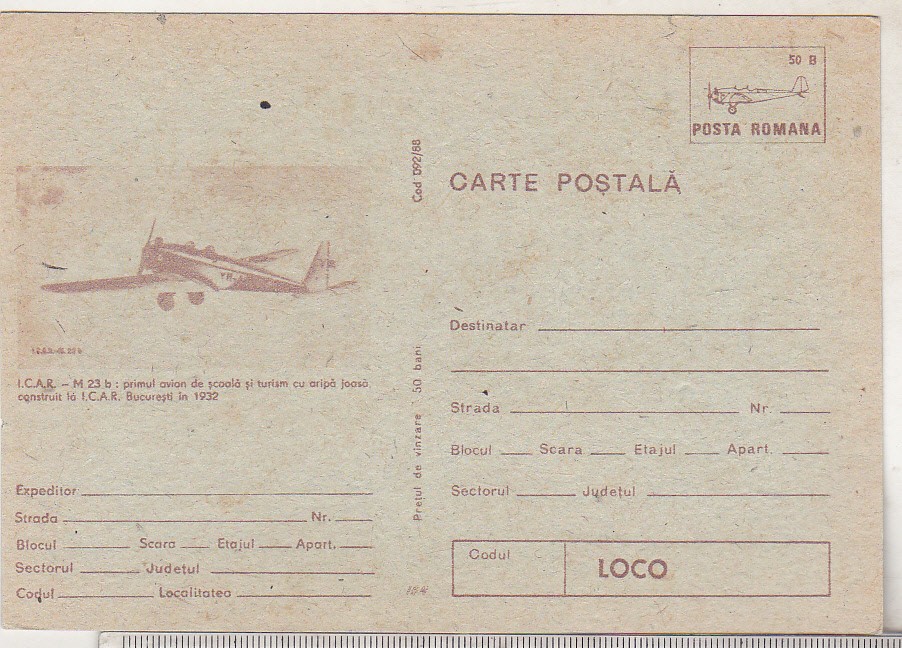 50 B
POSTA ROMANA
CARTE POȘTALĂ
Cod 092/88
I.C.A.R. – M 23 b : primul avion de școală și turism cu aripă joasă
construit la I.C.A.R. București în 1932
Prețul de vînzare 50 bani
Destinatar
Strada Nr.
Blocul Scara Etajul Apart.
Sectorul Județul
Codul LOCO
Expeditor
Strada Nr.
Blocul Scara Etajul Apart.
Sectorul Județul
Codul Localitatea